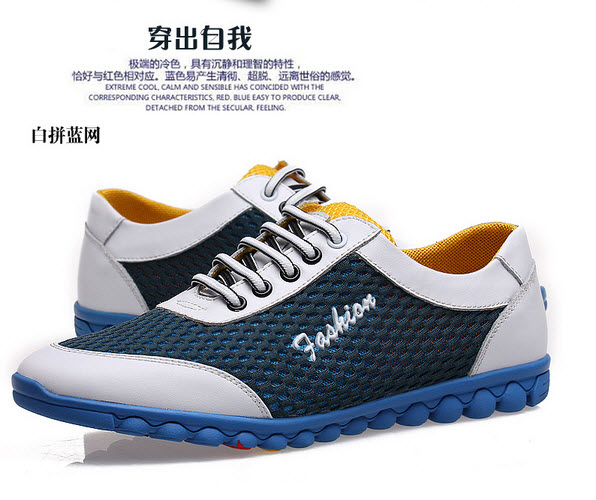 穿出自我
极端的冷色，具有沉静和理智的特性，
恰好与红色相对应。蓝色易产生清彻、超脱、远离世俗的感觉。
EXTREME COOL, CALM AND SENSIBLE HAS COINCIDED WITH THE
CORRESPONDING CHARACTERISTICS, RED. BLUE EASY TO PRODUCE CLEAR,
DETACHED FROM THE SECULAR, FEELING.
白拼蓝网
Fashion